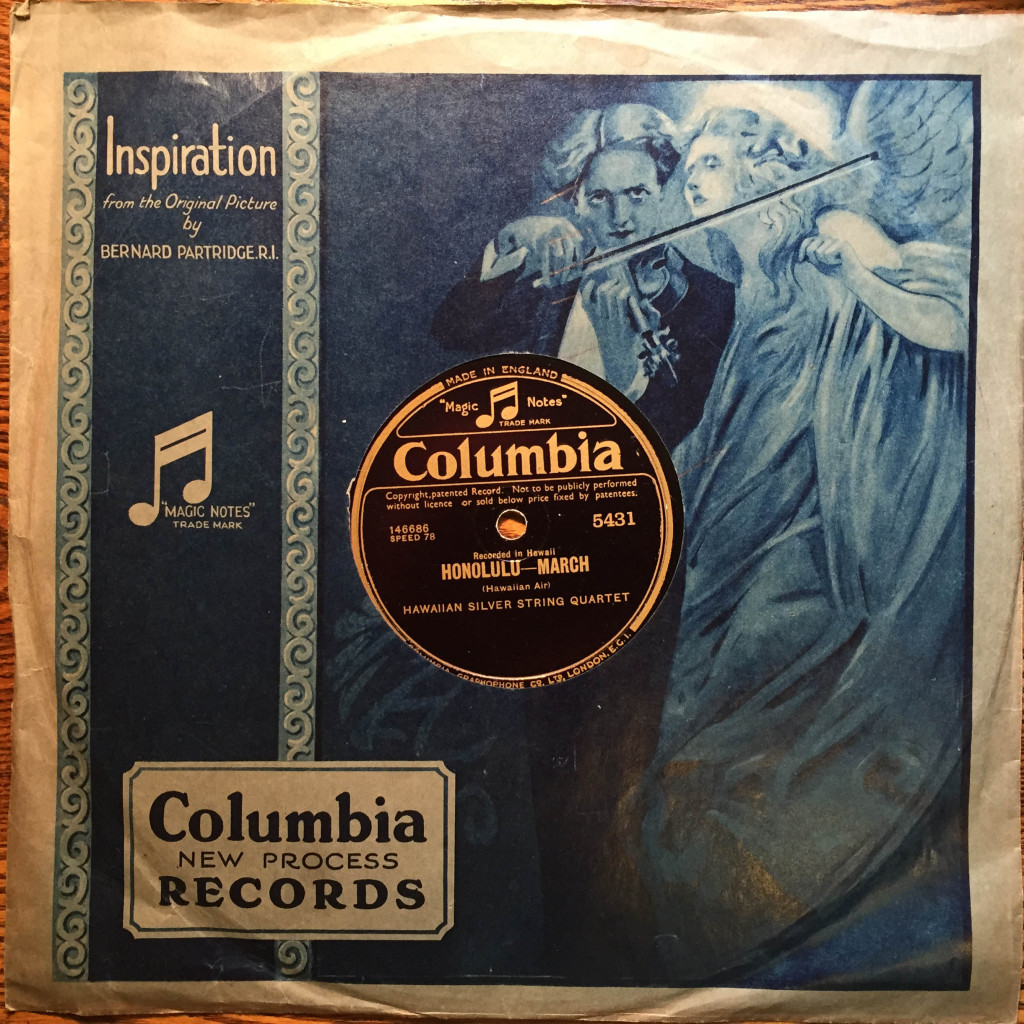 Inspiration
from the Original Picture
by
BERNARD PARTRIDGE.R.I.
"MAGIC NOTES"
TRADE MARK
MADE IN ENGLAND
"Magic Notes"
TRADE MARK
Columbia
Copyright,patented Record. Not to be publicly performed
without licence or sold below price fixed by patentees.
146686
SPEED 78
5431
Recorded in Hawaii
HONOLULU—MARCH
(Hawaiian Air)
HAWAIIAN SILVER STRING QUARTET
COLUMBIA GRAPHOPHONE CO. LTD. LONDON. E.C.1.
Columbia
NEW PROCESS
RECORDS